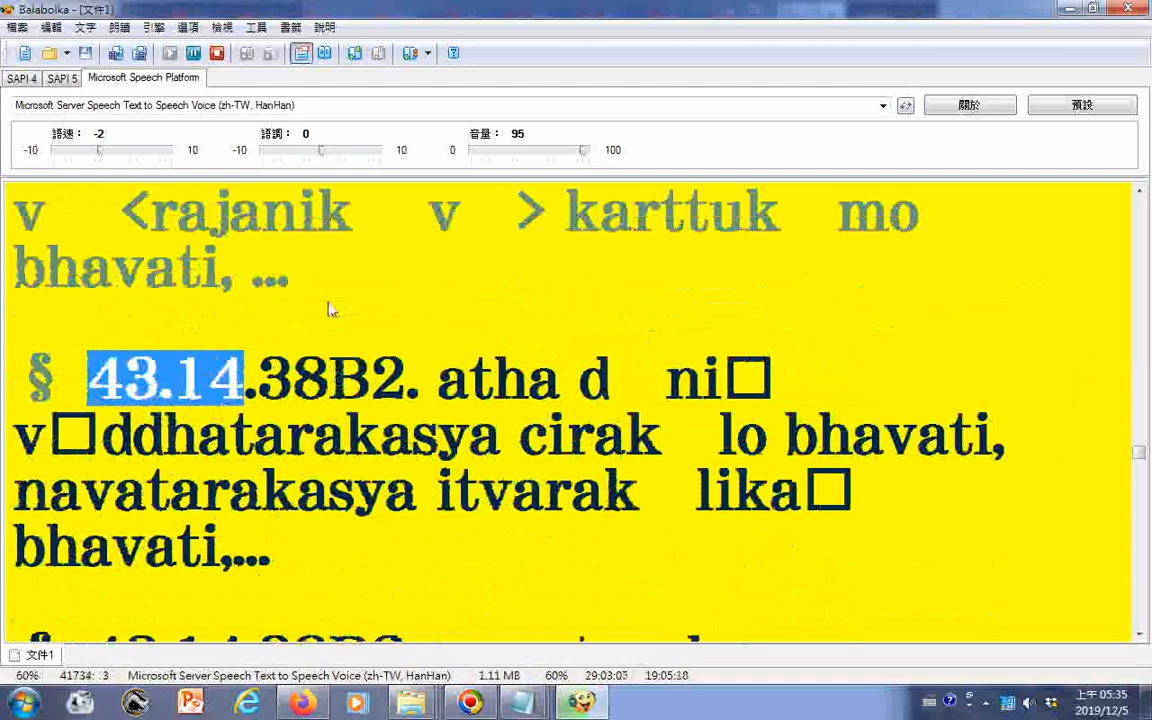 Balabolka - [文件1]
檔案 編輯 文字 朗讀 引擎 選項 檢視 工具 書籤 說明
SAPI 4 SAPI 5 Microsoft Speech Platform
Microsoft Server Speech Text to Speech Voice (zh-TW, HanHan) 關於 預設
語速： -2 語調： 0 音量： 95
-10 10 -10 10 0 100
v <rajanik v > karttuk mo
bhavati, ...
§ 43.14.38B2. atha d ni□
v□ddhatarakasya cirak lo bhavati,
navatarakasya itvarak lika□
bhavati,...
文件1
60% Microsoft Server Speech Text to Speech Voice (zh-TW, HanHan) 1.11 MB 60% 19:05:18
上午 05:35
2019/12/5